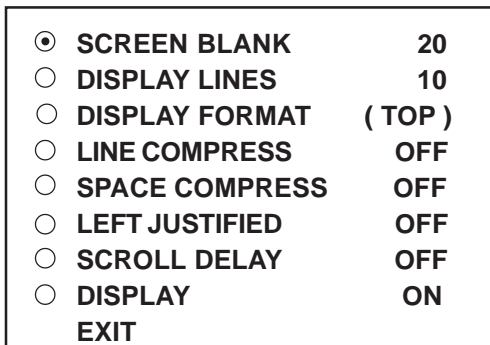 SCREEN BLANK 20
DISPLAY LINES 10
DISPLAY FORMAT ( TOP )
LINE COMPRESS OFF
SPACE COMPRESS OFF
LEFT JUSTIFIED OFF
SCROLL DELAY OFF
DISPLAY ON
EXIT